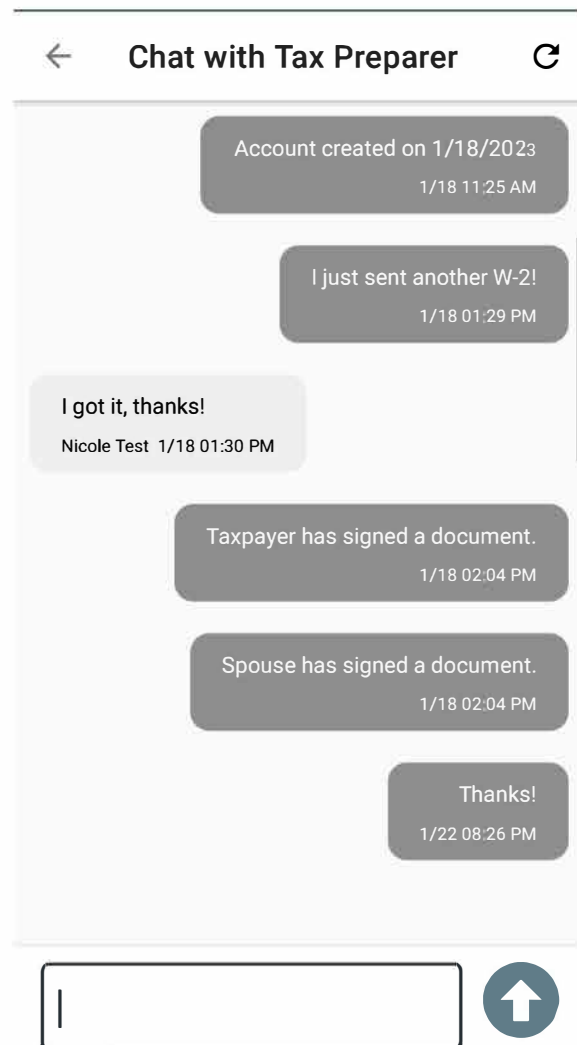 Chat with Tax Preparer
Account created on 1/18/2023
1/18 11:25 AM
I just sent another W-2!
1/18 01:29 PM
I got it, thanks!
Nicole Test 1/18 01:30 PM
Taxpayer has signed a document.
1/18 02:04 PM
Spouse has signed a document.
1/18 02:04 PM
Thanks!
1/22 08:26 PM